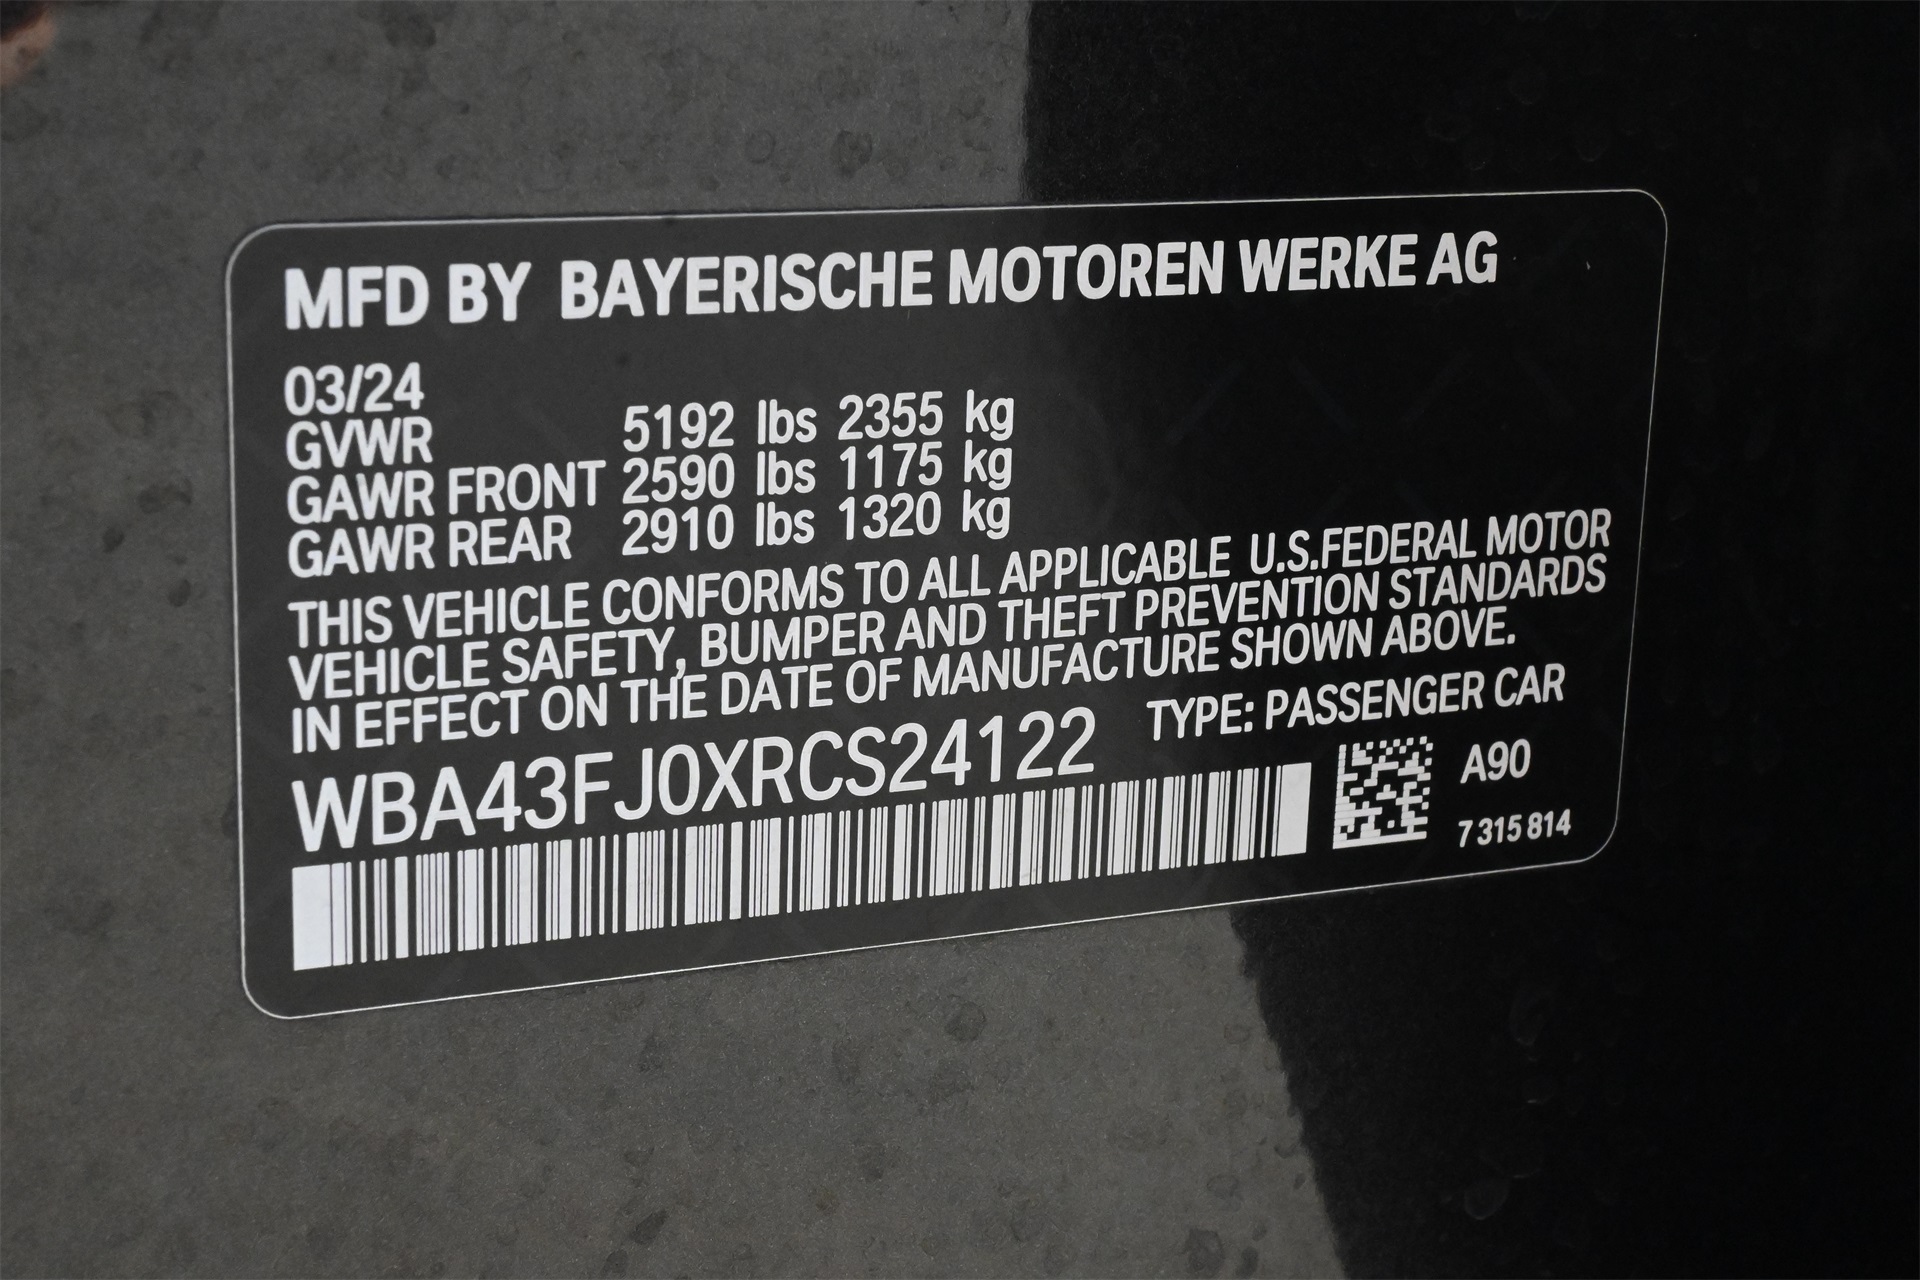 MFD BY BAYERISCHE MOTOREN WERKE AG
03/24
GVWR 5192 lbs 2355 kg
GAWR FRONT 2590 lbs 1175 kg
GAWR REAR 2910 lbs 1320 kg
THIS VEHICLE CONFORMS TO ALL APPLICABLE U.S.FEDERAL MOTOR
VEHICLE SAFETY, BUMPER AND THEFT PREVENTION STANDARDS
IN EFFECT ON THE DATE OF MANUFACTURE SHOWN ABOVE.
WBA43FJ0XRCS24122 TYPE: PASSENGER CAR
A90
7 315 814